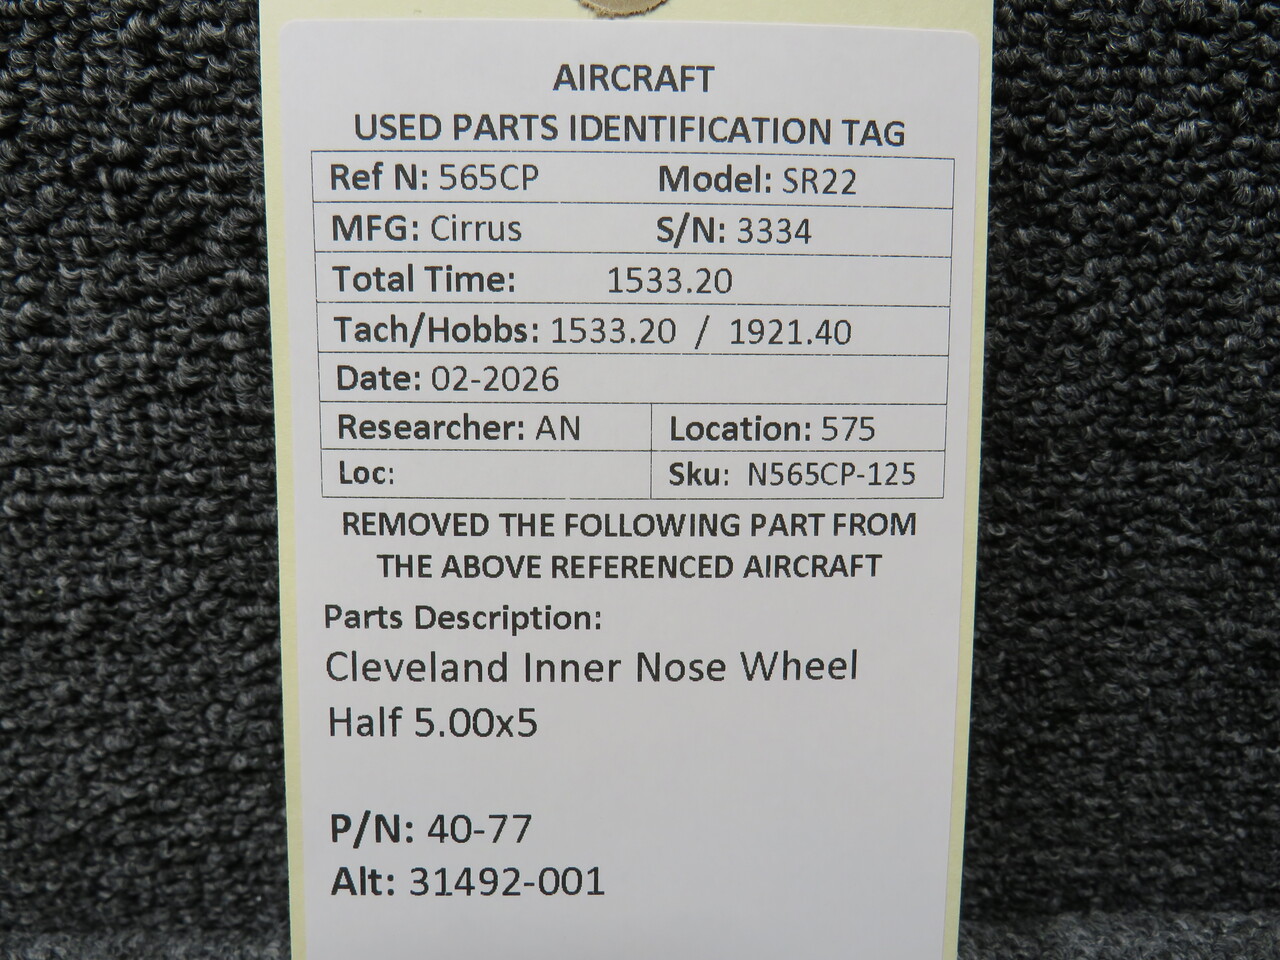 AIRCRAFT
USED PARTS IDENTIFICATION TAG
Ref N: 565CP Model: SR22
MFG: Cirrus S/N: 3334
Total Time: 1533.20
Tach/Hobbs: 1533.20 / 1921.40
Date: 02-2026
Researcher: AN Location: 575
Loc: Sku: N565CP-125
REMOVED THE FOLLOWING PART FROM
THE ABOVE REFERENCED AIRCRAFT
Parts Description:
Cleveland Inner Nose Wheel
Half 5.00x5
P/N: 40-77
Alt: 31492-001